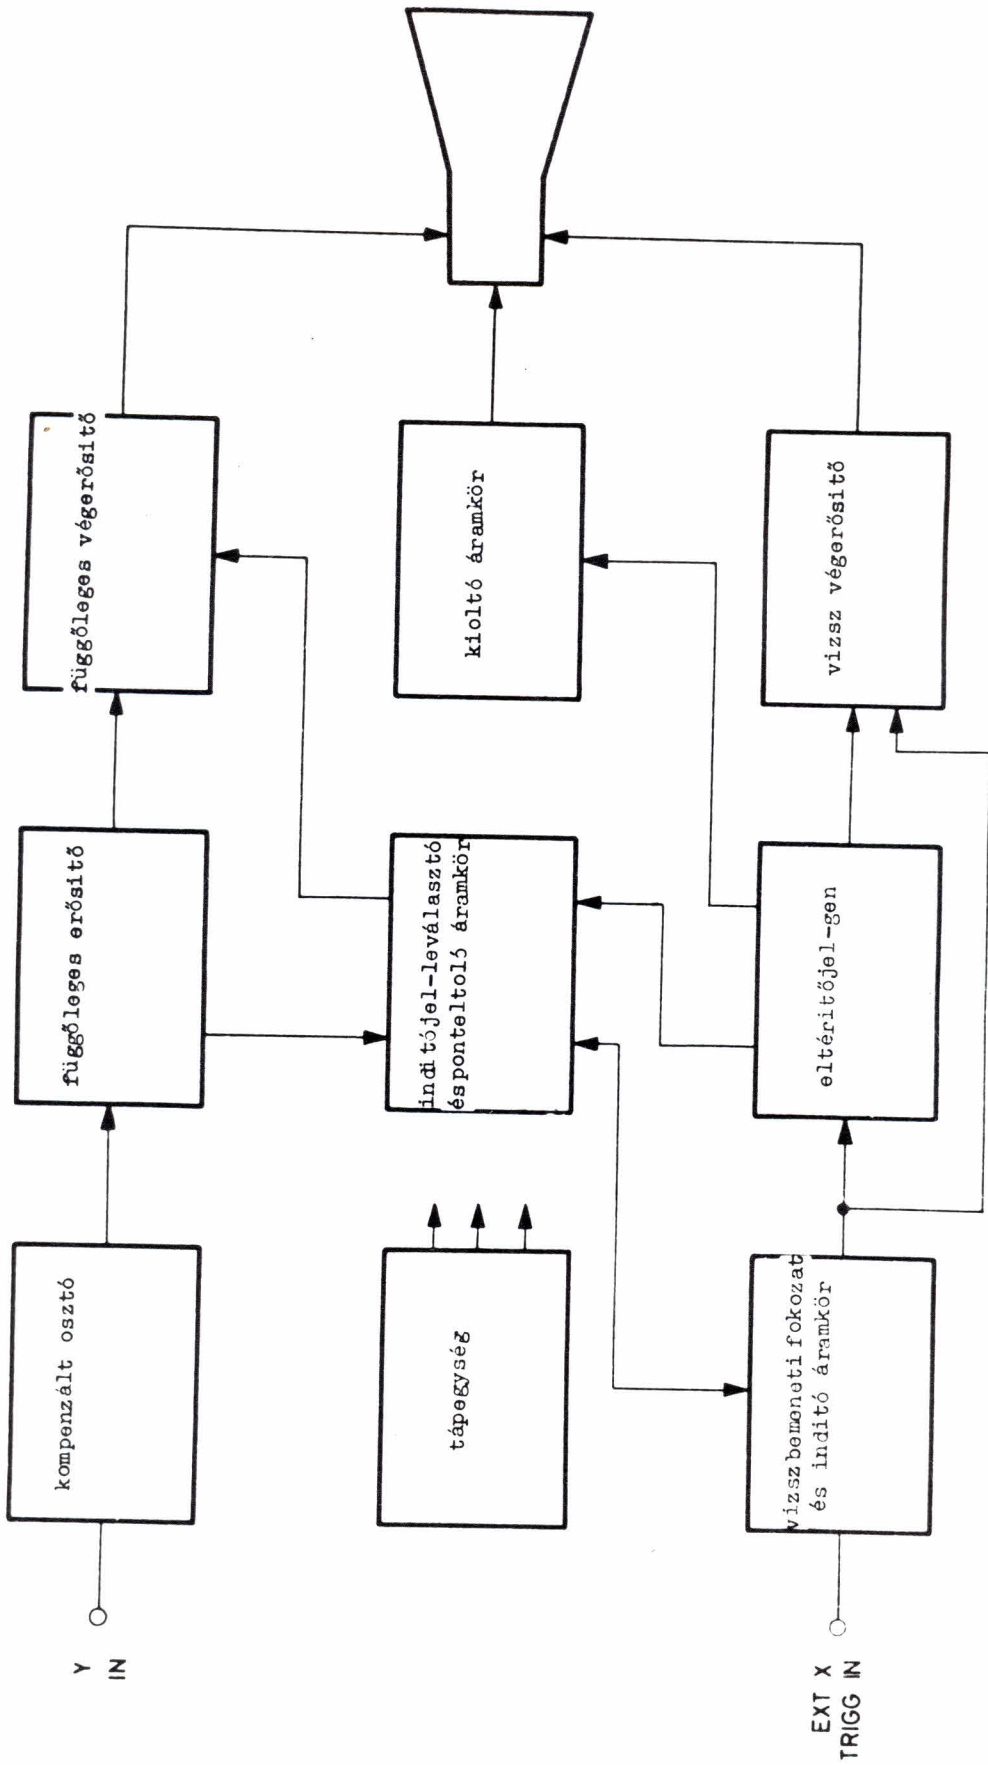 Y
IN
kompenzált osztó
függőleges erősitő
függőleges végerősitő
tápegység
inditójel-leválasztó
ésponteltoló áramkör
kioltó áramkör
EXT X
TRIGG IN
vizszbemeneti fokozat
és inditó áramkör
eltéritőjel-gen
vizsz végerősitő